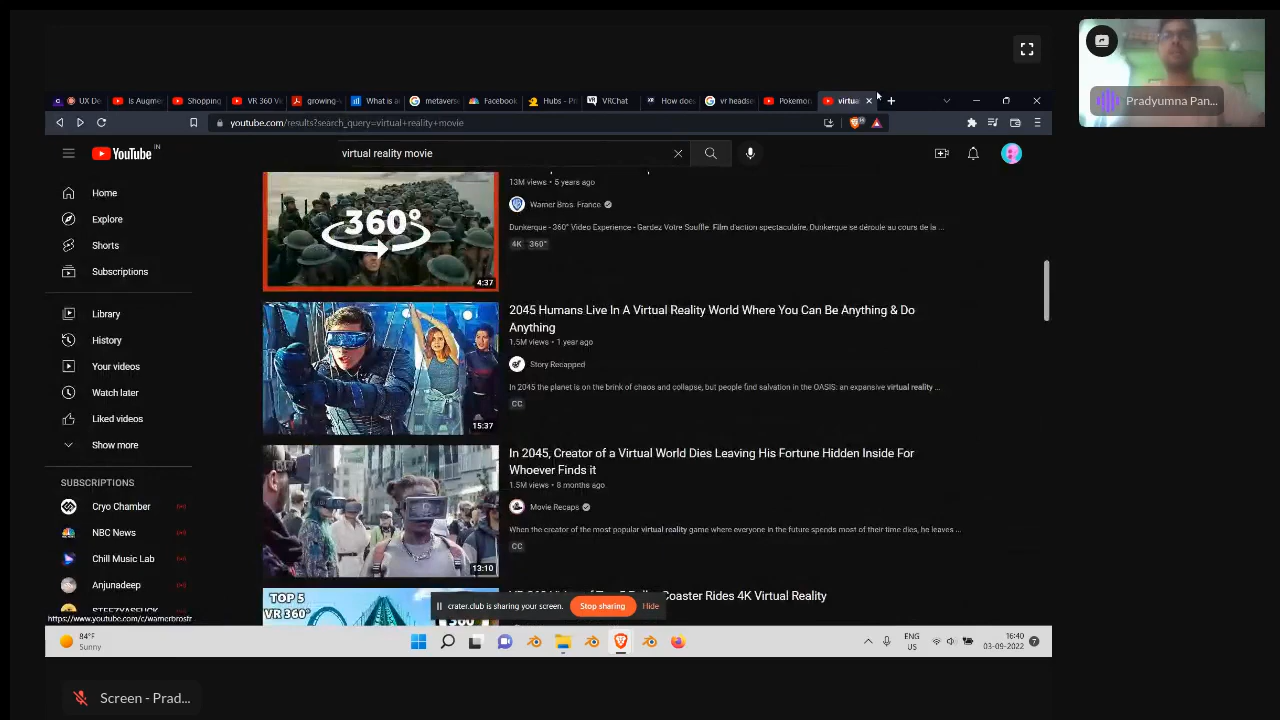 UX De
Is Augme
Shopping
VR 360 V
growing-
What is a
metavers
Facebook
Hubs - Pr
VRChat
How does
vr heads
Pokemon
virtua
youtube.com/results?search_query=virtual+reality+movie
Pradyumna Pan...
YouTube IN
virtual reality movie
Home
Explore
Shorts
Subscriptions
Library
History
Your videos
Watch later
Liked videos
Show more
SUBSCRIPTIONS
Cryo Chamber
NBC News
Chill Music Lab
Anjunadeep
STEEZYASFUCK
https://www.youtube.com/c/warnerbrosfr
13M views • 5 years ago
Warner Bros. France
Dunkerque - 360° Video Experience - Gardez Votre Souffle. Film d'action spectaculaire, Dunkerque se déroule au cours de la ...
4K 360°
360°
4:37
2045 Humans Live In A Virtual Reality World Where You Can Be Anything & Do
Anything
1.5M views • 1 year ago
Story Recapped
In 2045 the planet is on the brink of chaos and collapse, but people find salvation in the OASIS: an expansive virtual reality ...
CC
15:37
In 2045, Creator of a Virtual World Dies Leaving His Fortune Hidden Inside For
Whoever Finds it
1.5M views • 8 months ago
Movie Recaps
When the creator of the most popular virtual reality game where everyone in the future spends most of their time dies, he leaves ...
CC
13:10
TOP 5
VR 360°
Coaster Rides 4K Virtual Reality
crater.club is sharing your screen.
Stop sharing
Hide
84°F
Sunny
ENG
US
16:40
03-09-2022
7
Screen - Prad...